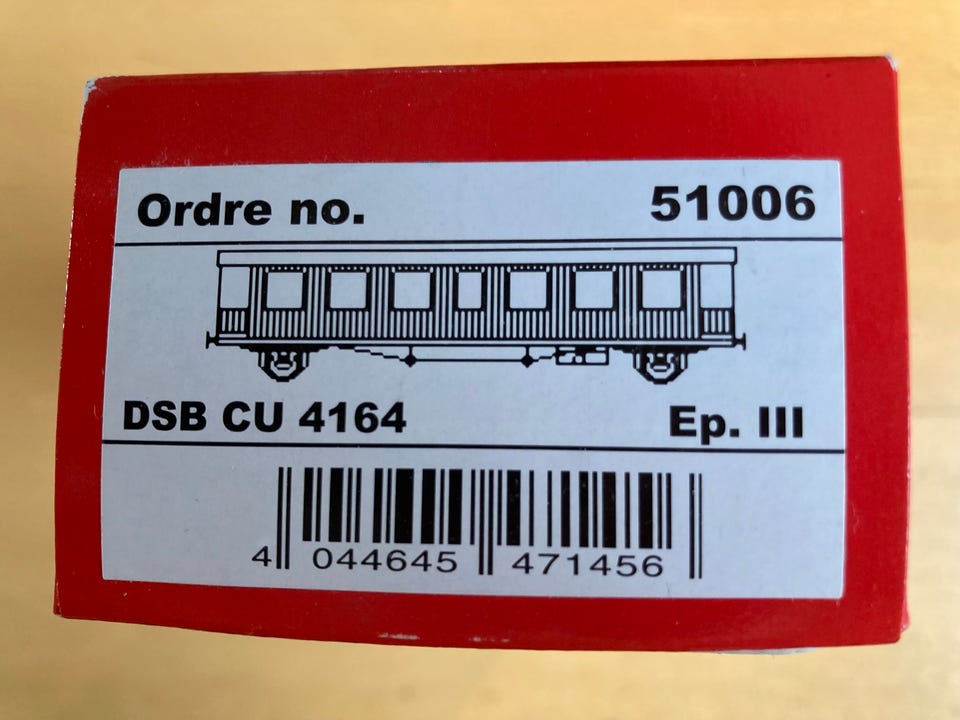 Ordre no. 51006
DSB CU 4164 Ep. III
4 044645 471456